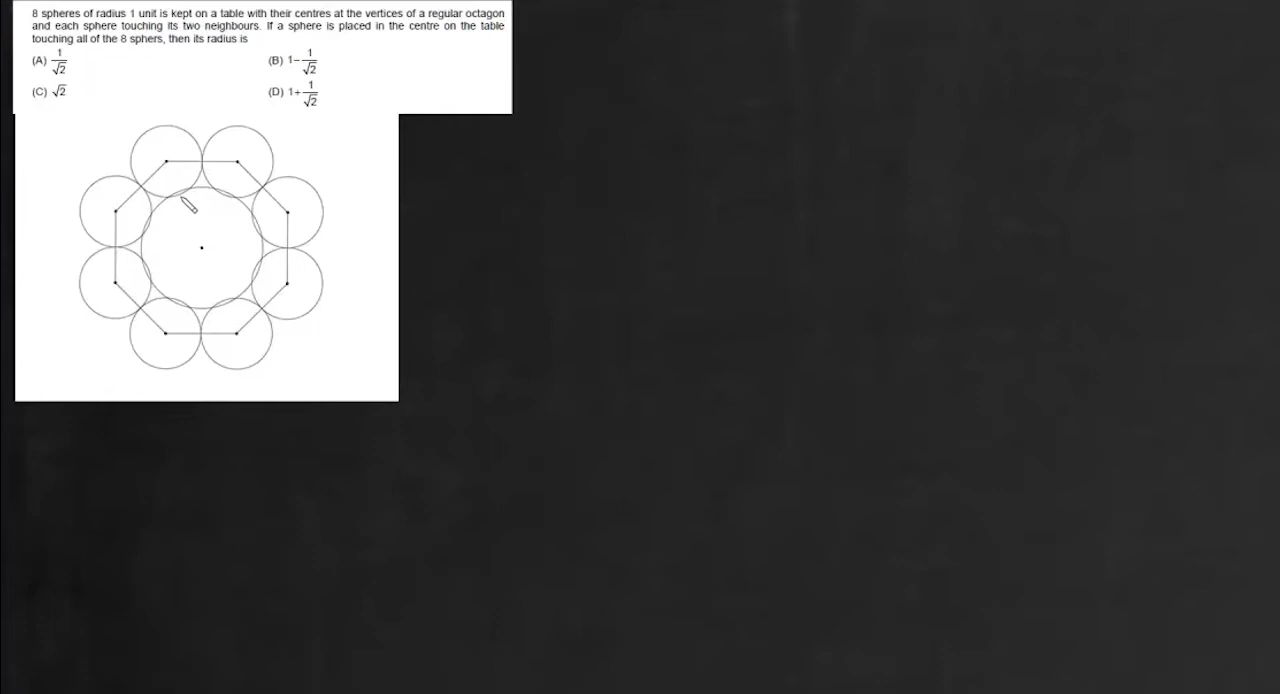 8 spheres of radius 1 unit is kept on a table with their centres at the vertices of a regular octagon
and each sphere touching its two neighbours. If a sphere is placed in the centre on the table
touching all of the 8 sphers, then its radius is
(A) 1/√2 (B) 1-1/√2
(C) √2 (D) 1+1/√2